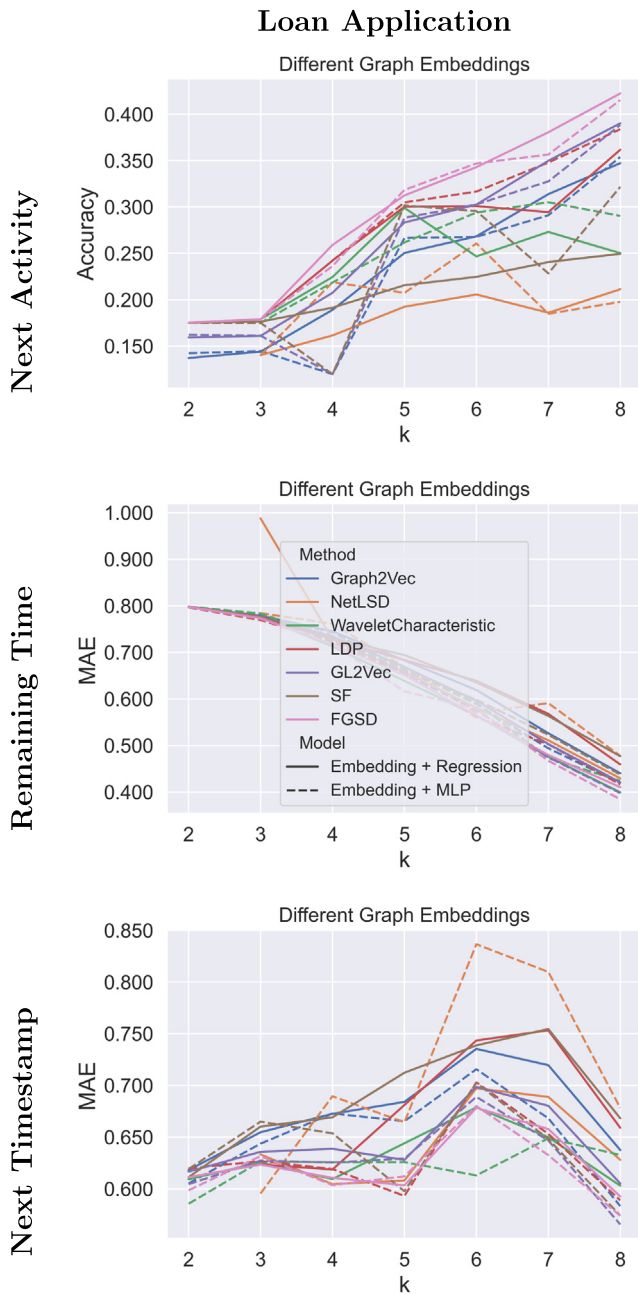 Loan Application
Next Activity
Different Graph Embeddings
Accuracy
0.400
0.350
0.300
0.250
0.200
0.150
2 3 4 5 6 7 8
k
Remaining Time
Different Graph Embeddings
MAE
1.000
0.900
0.800
0.700
0.600
0.500
0.400
Method
Graph2Vec
NetLSD
WaveletCharacteristic
LDP
GL2Vec
SF
FGSD
Model
Embedding + Regression
Embedding + MLP
2 3 4 5 6 7 8
k
Next Timestamp
Different Graph Embeddings
MAE
0.850
0.800
0.750
0.700
0.650
0.600
2 3 4 5 6 7 8
k